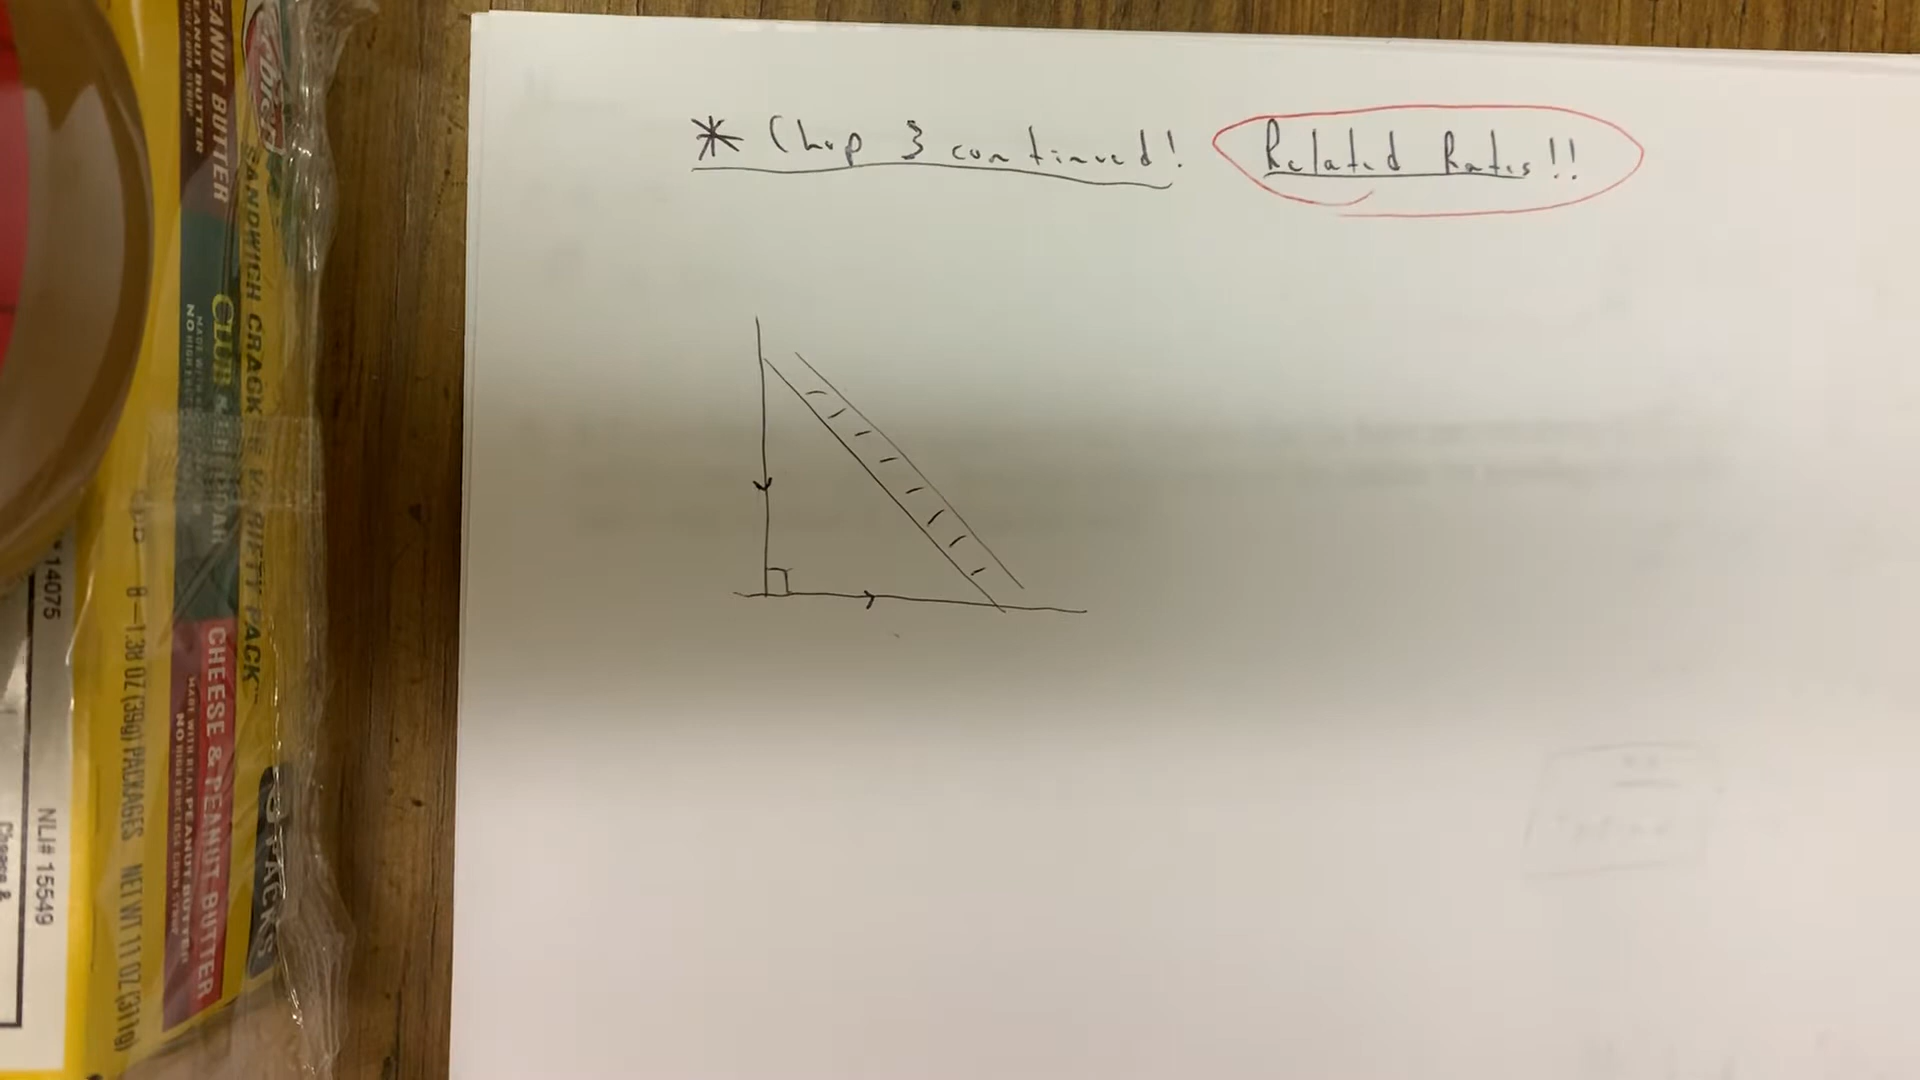 * Chap 3 continued! Related Rates!!
PEANUT BUTTER
SANDWICH CRACKER VARIETY PACK
CHEESE & PEANUT BUTTER
8 – 1.38 OZ (39g) PACKAGES NET WT 11 OZ (311g)
14075
NLI# 15549
Cheese &